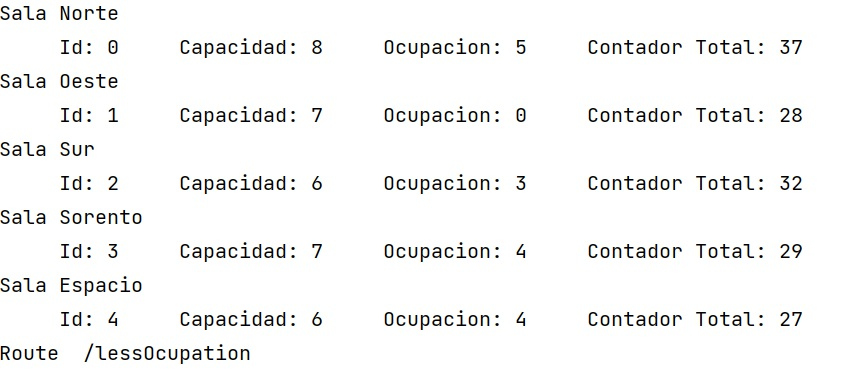 Sala Norte
     Id: 0     Capacidad: 8     Ocupacion: 5     Contador Total: 37
Sala Oeste
     Id: 1     Capacidad: 7     Ocupacion: 0     Contador Total: 28
Sala Sur
     Id: 2     Capacidad: 6     Ocupacion: 3     Contador Total: 32
Sala Sorento
     Id: 3     Capacidad: 7     Ocupacion: 4     Contador Total: 29
Sala Espacio
     Id: 4     Capacidad: 6     Ocupacion: 4     Contador Total: 27
Route  /lessOcupation